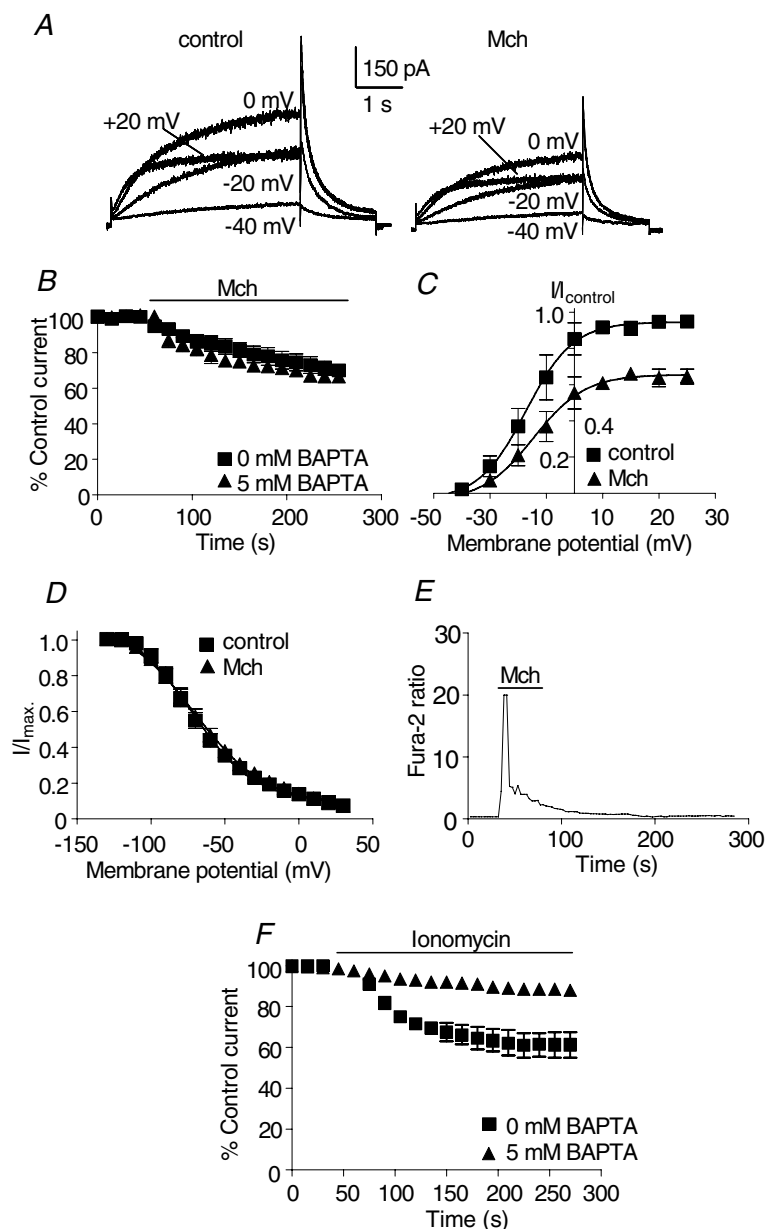 A
control
Mch
150 pA
1 s
0 mV
+20 mV
-20 mV
-40 mV
0 mV
+20 mV
-20 mV
-40 mV
B
Mch
100
80
60
40
20
0
% Control current
0 mM BAPTA
5 mM BAPTA
0 100 200 300
Time (s)
C
I/Icontrol
1.0
0.4
0.2
control
Mch
-50 -30 -10 10 15 30
Membrane potential (mV)
D
1.0
0.8
0.6
0.4
0.2
0
I/Imax.
control
Mch
-150 -100 -50 0 50
Membrane potential (mV)
E
30
20
10
0
Fura-2 ratio
Mch
0 100 200 300
Time (s)
F
Ionomycin
100
80
60
40
20
0
% Control current
0 mM BAPTA
5 mM BAPTA
0 50 100 150 200 250 300
Time (s)